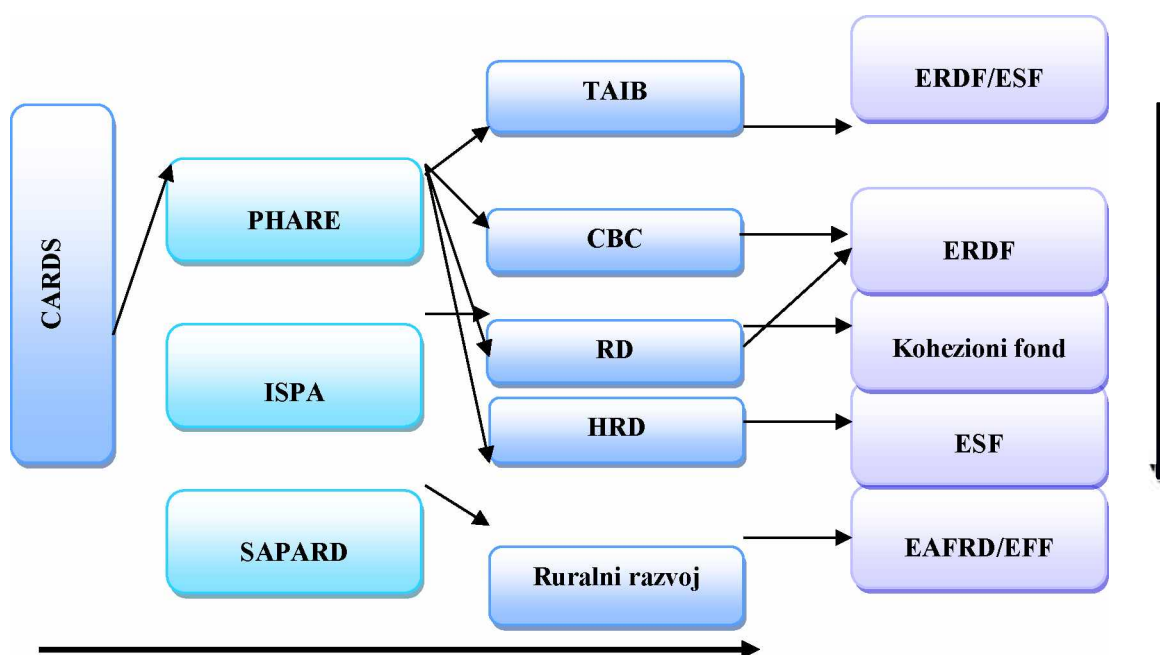 CARDS
PHARE
ISPA
SAPARD
TAIB
CBC
RD
HRD
Ruralni razvoj
ERDF/ESF
ERDF
Kohezioni fond
ESF
EAFRD/EFF